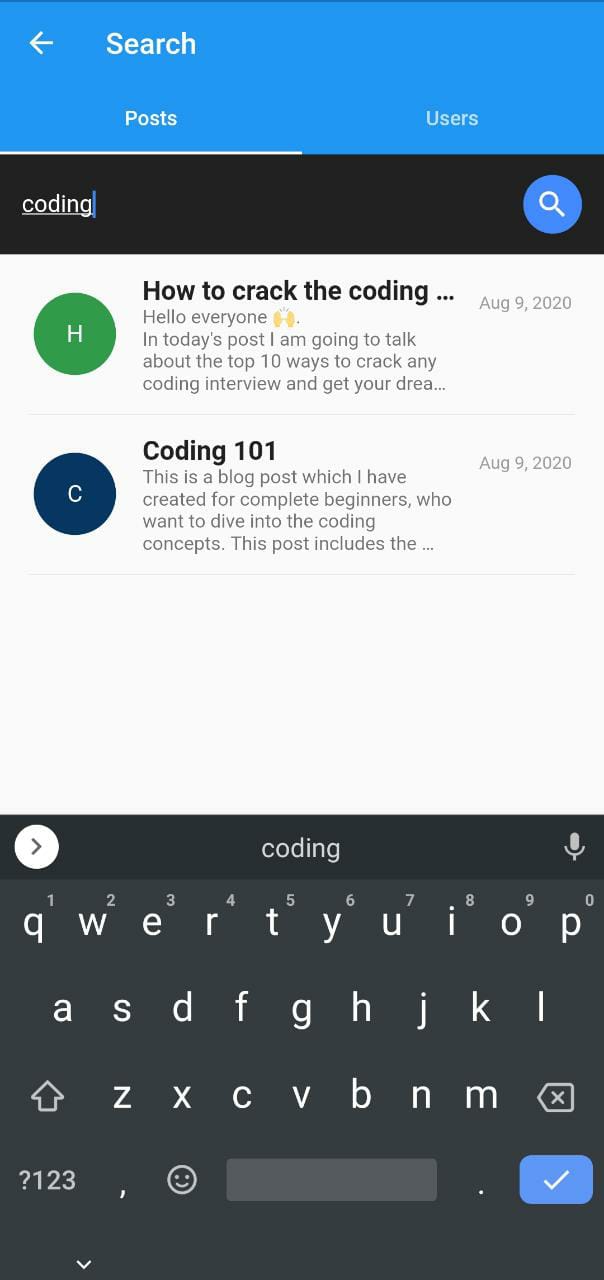 Search
Posts
Users
coding
How to crack the coding ...
Aug 9, 2020
Hello everyone 🙌.
In today's post I am going to talk
about the top 10 ways to crack any
coding interview and get your drea...
H
Coding 101
Aug 9, 2020
This is a blog post which I have
created for complete beginners, who
want to dive into the coding
concepts. This post includes the ...
C
coding
1 2 3 4 5 6 7 8 9 0
q w e r t y u i o p
a s d f g h j k l
z x c v b n m
?123 , .